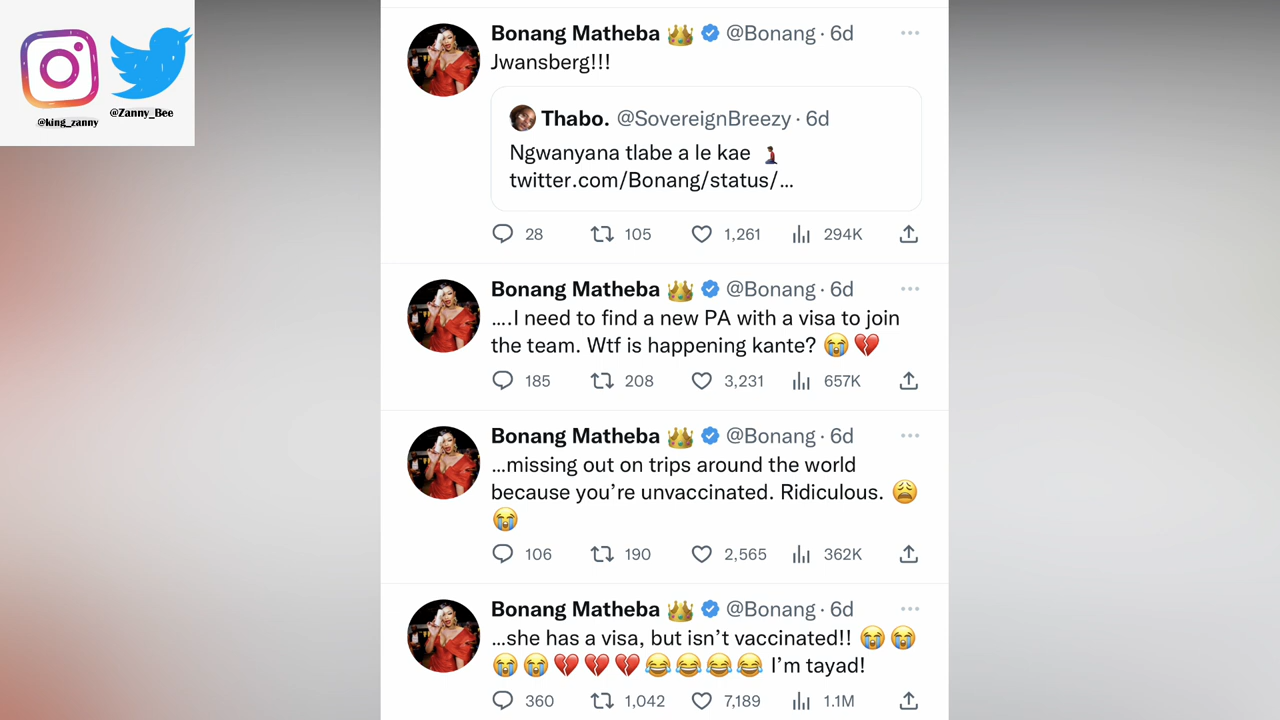 @king_zanny
@Zanny_Bee
Bonang Matheba 👑 @Bonang · 6d
Jwansberg!!!
Thabo. @SovereignBreezy · 6d
Ngwanyana tlabe a le kae 🧎🏿‍♂️
twitter.com/Bonang/status/...
28 105 1,261 294K
Bonang Matheba 👑 @Bonang · 6d
....I need to find a new PA with a visa to join
the team. Wtf is happening kante? 😭 💔
185 208 3,231 657K
Bonang Matheba 👑 @Bonang · 6d
...missing out on trips around the world
because you’re unvaccinated. Ridiculous. 😩
😭
106 190 2,565 362K
Bonang Matheba 👑 @Bonang · 6d
...she has a visa, but isn’t vaccinated!! 😭 😭
😭 😭 💔 💔 💔 😂 😂 😂 😂 I’m tayad!
360 1,042 7,189 1.1M